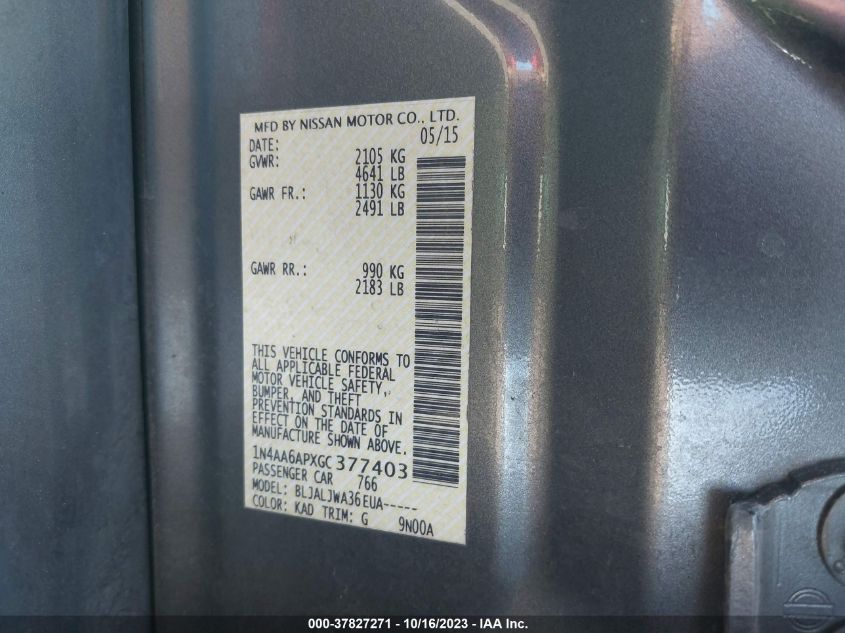 MFD BY NISSAN MOTOR CO., LTD.
DATE: 05/15
GVWR: 2105 KG
4641 LB
GAWR FR.: 1130 KG
2491 LB
GAWR RR.: 990 KG
2183 LB
THIS VEHICLE CONFORMS TO
ALL APPLICABLE FEDERAL
MOTOR VEHICLE SAFETY,
BUMPER, AND THEFT
PREVENTION STANDARDS IN
EFFECT ON THE DATE OF
MANUFACTURE SHOWN ABOVE.
1N4AA6APXGC377403
PASSENGER CAR 766
MODEL: BLJALJWA36EUA-----
COLOR: KAD TRIM: G 9N00A
000-37827271 - 10/16/2023 - IAA Inc.